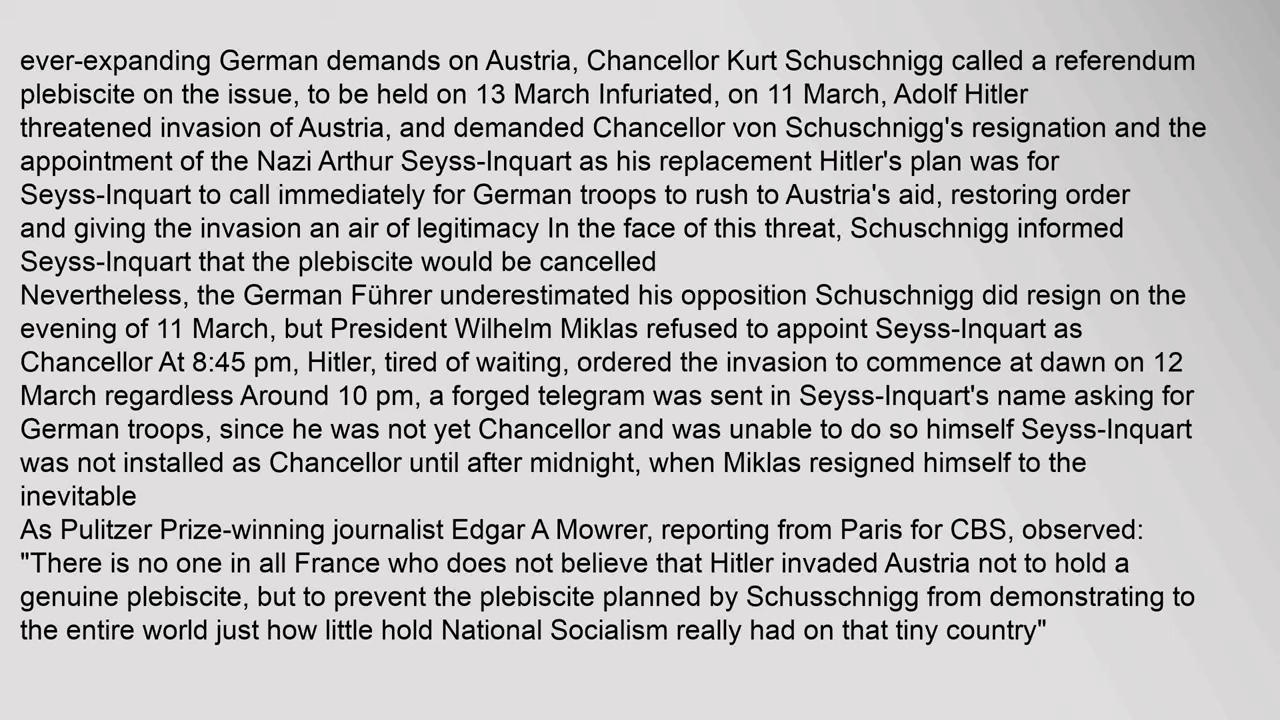 ever-expanding German demands on Austria, Chancellor Kurt Schuschnigg called a referendum
plebiscite on the issue, to be held on 13 March Infuriated, on 11 March, Adolf Hitler
threatened invasion of Austria, and demanded Chancellor von Schuschnigg's resignation and the
appointment of the Nazi Arthur Seyss-Inquart as his replacement Hitler's plan was for
Seyss-Inquart to call immediately for German troops to rush to Austria's aid, restoring order
and giving the invasion an air of legitimacy In the face of this threat, Schuschnigg informed
Seyss-Inquart that the plebiscite would be cancelled
Nevertheless, the German Führer underestimated his opposition Schuschnigg did resign on the
evening of 11 March, but President Wilhelm Miklas refused to appoint Seyss-Inquart as
Chancellor At 8:45 pm, Hitler, tired of waiting, ordered the invasion to commence at dawn on 12
March regardless Around 10 pm, a forged telegram was sent in Seyss-Inquart's name asking for
German troops, since he was not yet Chancellor and was unable to do so himself Seyss-Inquart
was not installed as Chancellor until after midnight, when Miklas resigned himself to the
inevitable
As Pulitzer Prize-winning journalist Edgar A Mowrer, reporting from Paris for CBS, observed:
"There is no one in all France who does not believe that Hitler invaded Austria not to hold a
genuine plebiscite, but to prevent the plebiscite planned by Schusschnigg from demonstrating to
the entire world just how little hold National Socialism really had on that tiny country"